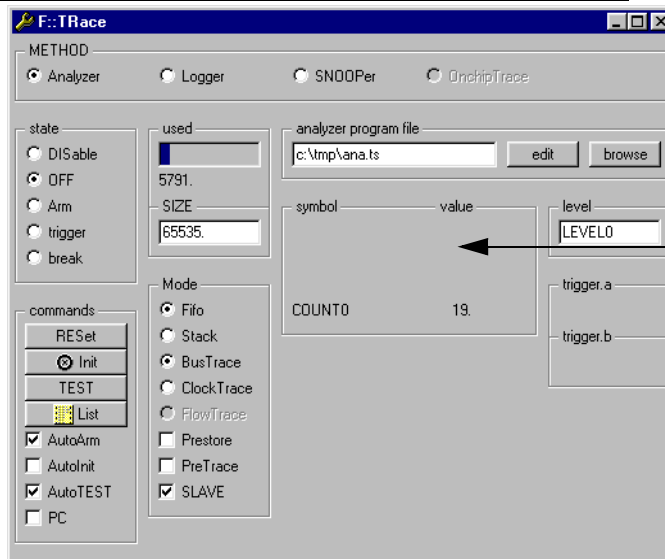 F::TRace
METHOD
Analyzer
Logger
SNOOPer
OnchipTrace
state
DISable
OFF
Arm
trigger
break
used
5791.
SIZE
65535.
analyzer program file
c:\tmp\ana.ts
edit
browse
symbol value
COUNT0 19.
level
LEVEL0
trigger.a
trigger.b
commands
RESet
Init
TEST
List
AutoArm
AutoInit
AutoTEST
PC
Mode
Fifo
Stack
BusTrace
ClockTrace
FlowTrace
Prestore
PreTrace
SLAVE